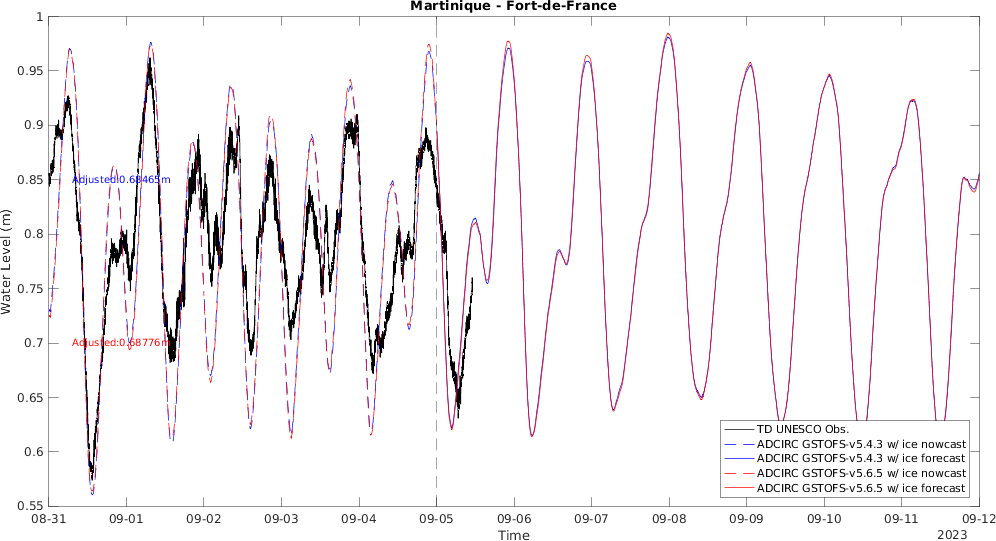 Martinique - Fort-de-France
1
0.95
0.9
0.85
0.8
0.75
0.7
0.65
0.6
0.55
Water Level (m)
Adjusted:0.68465m
Adjusted:0.68776m
TD UNESCO Obs.
ADCIRC GSTOFS-v5.4.3 w/ ice nowcast
ADCIRC GSTOFS-v5.4.3 w/ ice forecast
ADCIRC GSTOFS-v5.6.5 w/ ice nowcast
ADCIRC GSTOFS-v5.6.5 w/ ice forecast
08-31 09-01 09-02 09-03 09-04 09-05 09-06 09-07 09-08 09-09 09-10 09-11 09-12
Time
2023